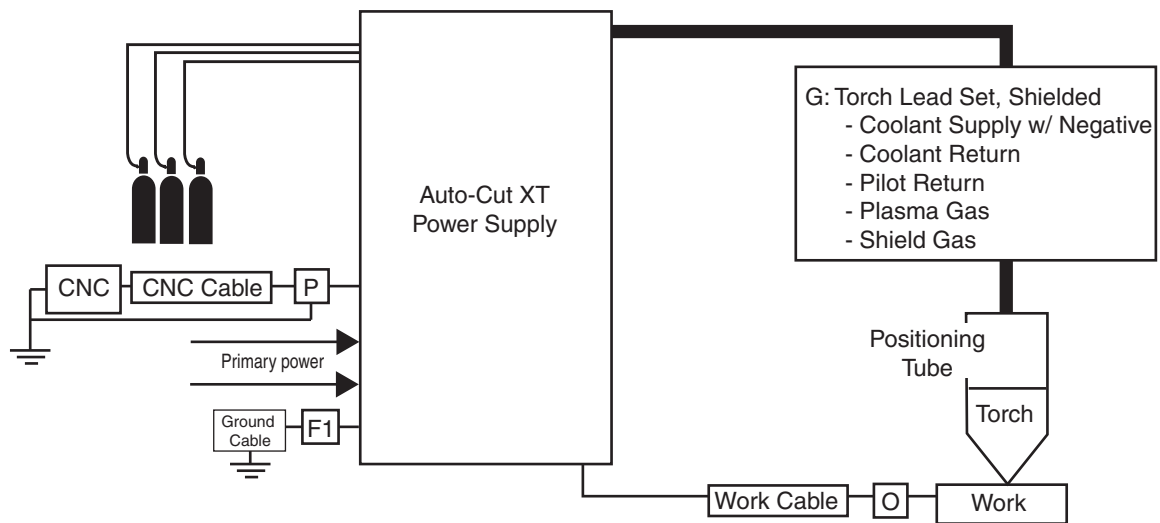 G: Torch Lead Set, Shielded
- Coolant Supply w/ Negative
- Coolant Return
- Pilot Return
- Plasma Gas
- Shield Gas
Auto-Cut XT
Power Supply
CNC
CNC Cable
P
Primary power
Positioning
Tube
Torch
Ground
Cable
F1
Work Cable
O
Work